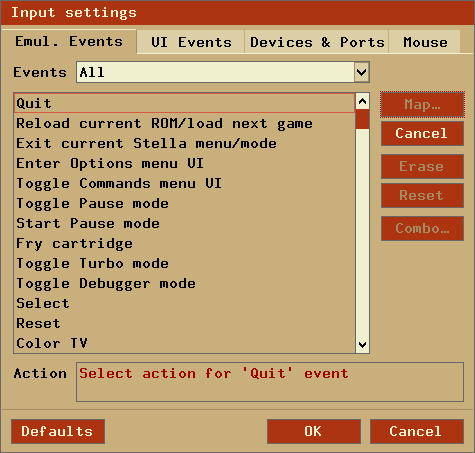 Input settings
Emul. Events UI Events Devices & Ports Mouse
Events All
Quit
Reload current ROM/load next game
Exit current Stella menu/mode
Enter Options menu UI
Toggle Commands menu UI
Toggle Pause mode
Start Pause mode
Fry cartridge
Toggle Turbo mode
Toggle Debugger mode
Select
Reset
Color TV
Map…
Cancel
Erase
Reset
Combo…
Action Select action for 'Quit' event
Defaults OK Cancel